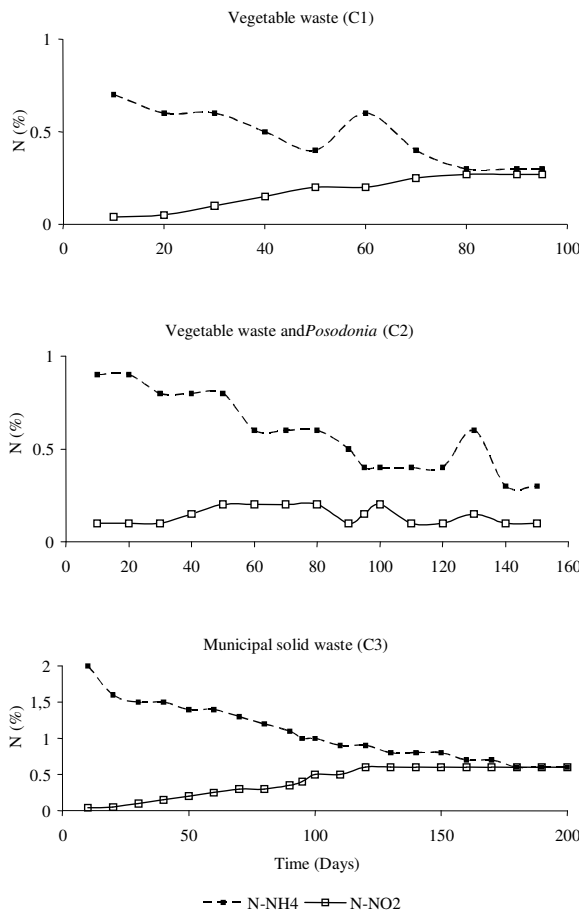 Vegetable waste (C1)
1
0.5
0
N (%)
0 20 40 60 80 100
Vegetable waste andPosodonia (C2)
1
0.5
0
N (%)
0 20 40 60 80 100 120 140 160
Municipal solid waste (C3)
2
1,5
1
0.5
0
N (%)
0 50 100 150 200
Time (Days)
N-NH4 N-NO2